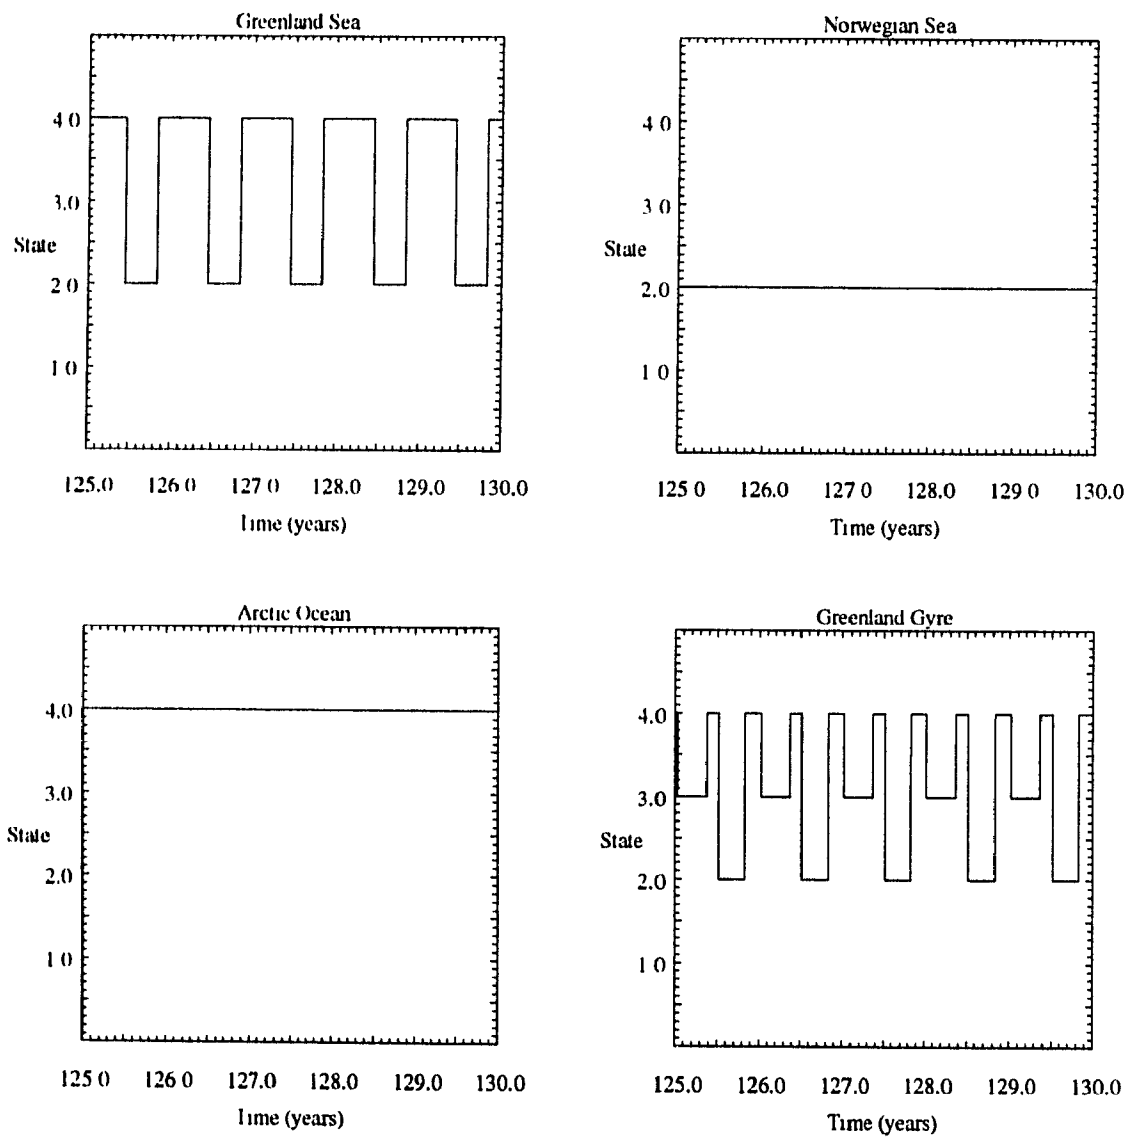 Greenland Sea
4 0
3.0
State
2 0
1 0
125.0 126 0 127 0 128.0 129.0 130.0
Time (years)
Norwegian Sea
4 0
3 0
State
2.0
1 0
125 0 126.0 127 0 128.0 129 0 130.0
Time (years)
Arctic Ocean
4.0
3.0
State
2.0
1 0
125 0 126 0 127.0 128.0 129.0 130.0
Time (years)
Greenland Gyre
4.0
3.0
State
2.0
1 0
125.0 126.0 127.0 128.0 129.0 130.0
Time (years)